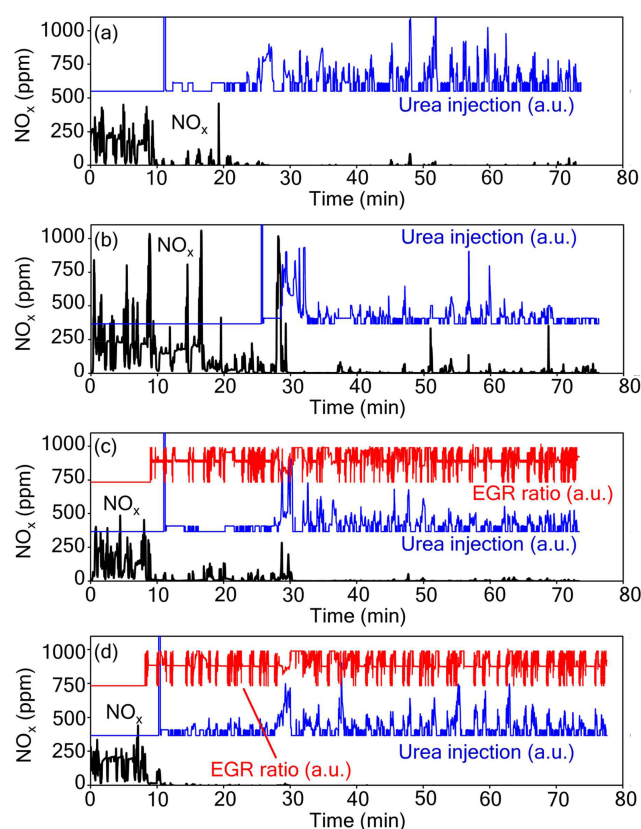 (a)
1000
750
500
250
0
NOx (ppm)
Urea injection (a.u.)
NOx
0 10 20 30 40 50 60 70 80
Time (min)
(b)
1000
750
500
250
0
NOx (ppm)
NOx
Urea injection (a.u.)
0 10 20 30 40 50 60 70 80
Time (min)
(c)
1000
750
500
250
0
NOx (ppm)
EGR ratio (a.u.)
NOx
Urea injection (a.u.)
0 10 20 30 40 50 60 70 80
Time (min)
(d)
1000
750
500
250
0
NOx (ppm)
NOx
Urea injection (a.u.)
EGR ratio (a.u.)
0 10 20 30 40 50 60 70 80
Time (min)